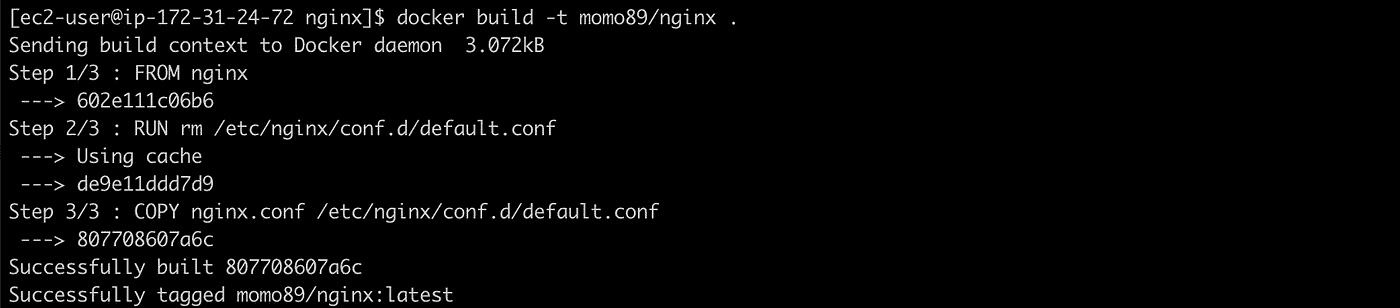 [ec2-user@ip-172-31-24-72 nginx]$ docker build -t momo89/nginx .
Sending build context to Docker daemon  3.072kB
Step 1/3 : FROM nginx
 ---> 602e111c06b6
Step 2/3 : RUN rm /etc/nginx/conf.d/default.conf
 ---> Using cache
 ---> de9e11ddd7d9
Step 3/3 : COPY nginx.conf /etc/nginx/conf.d/default.conf
 ---> 807708607a6c
Successfully built 807708607a6c
Successfully tagged momo89/nginx:latest